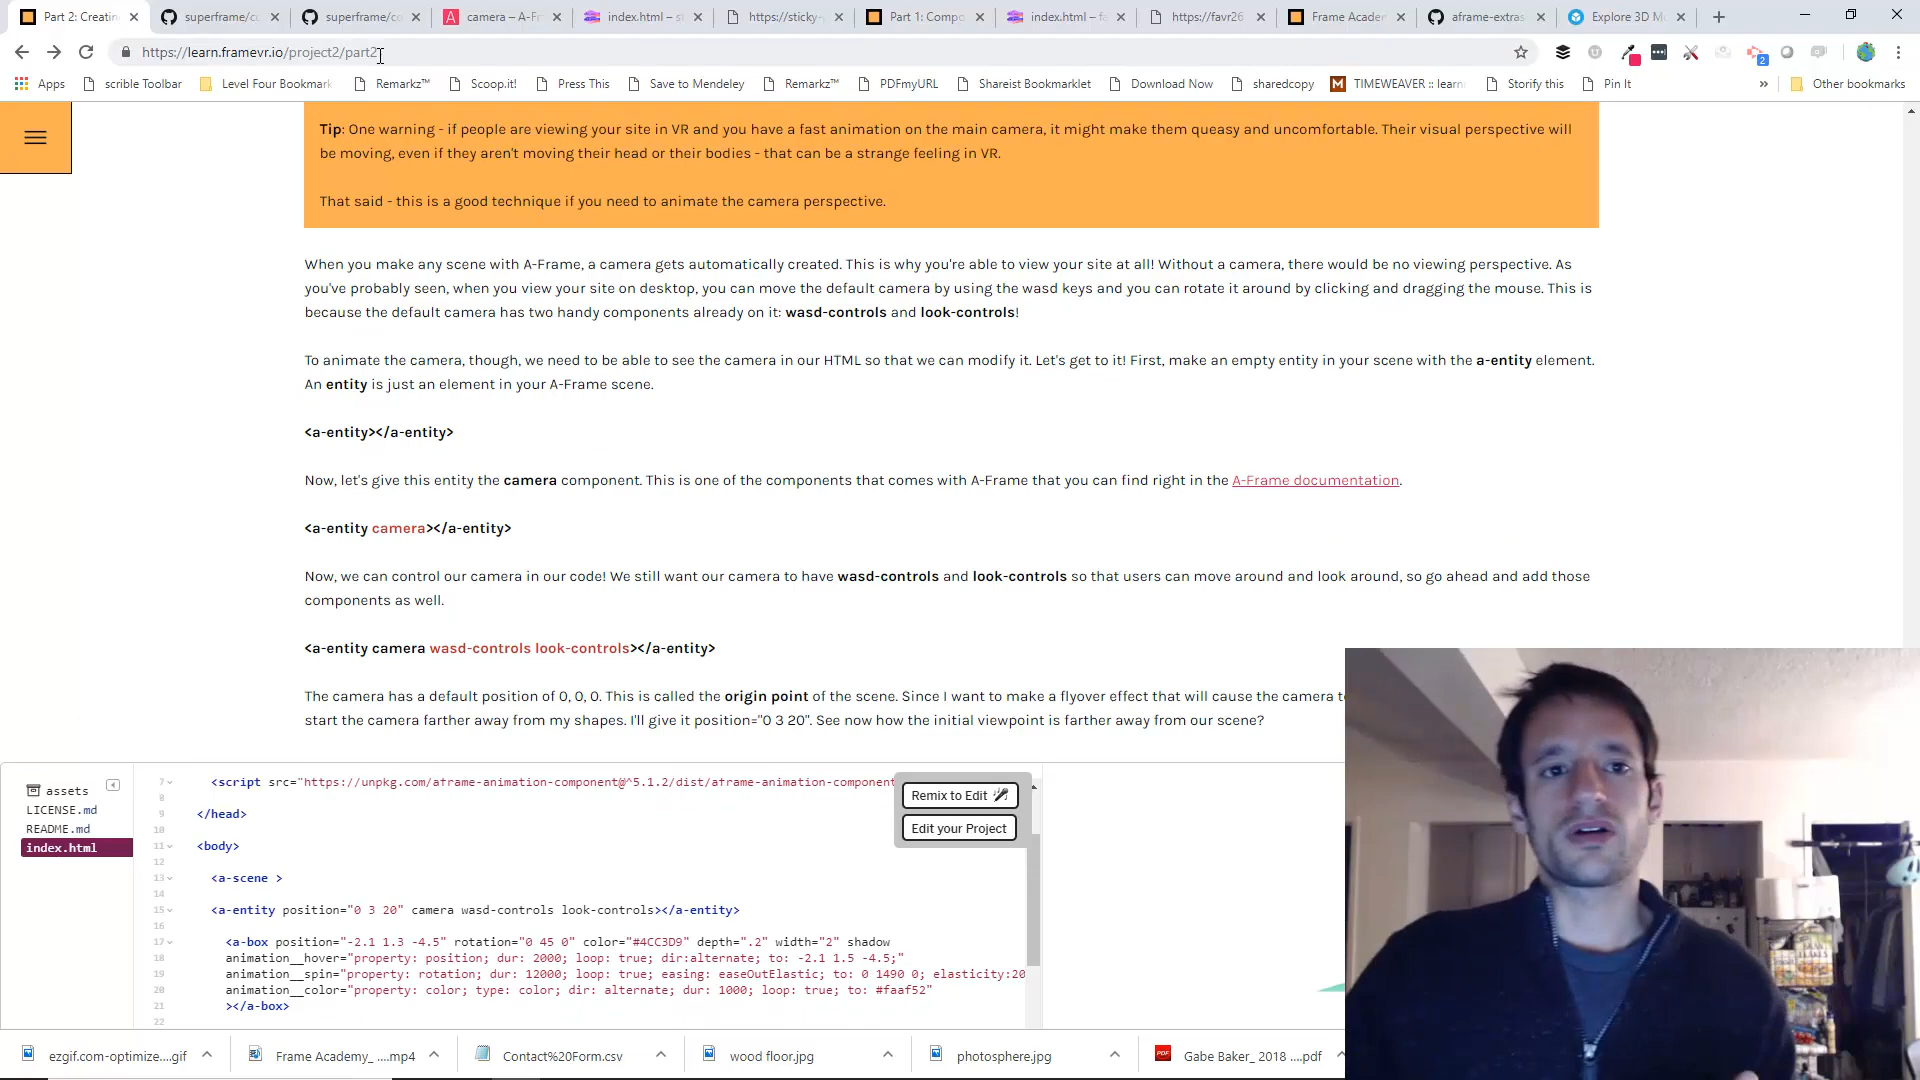 Part 2: Creatin
superframe/co
superframe/co
camera – A-Fr
index.html – s
https://sticky-
Part 1: Compo
index.html – fa
https://favr26
Frame Acade
aframe-extras
Explore 3D M
https://learn.framevr.io/project2/part2
2
Apps
scrible Toolbar
Level Four Bookmark
Remarkz™
Scoop.it!
Press This
Save to Mendeley
Remarkz™
PDFmyURL
Shareist Bookmarklet
Download Now
sharedcopy
TIMEWEAVER :: learni
Storify this
Pin It
»
Other bookmarks
Tip: One warning - if people are viewing your site in VR and you have a fast animation on the main camera, it might make them queasy and uncomfortable. Their visual perspective will
be moving, even if they aren't moving their head or their bodies - that can be a strange feeling in VR.
That said - this is a good technique if you need to animate the camera perspective.
When you make any scene with A-Frame, a camera gets automatically created. This is why you're able to view your site at all! Without a camera, there would be no viewing perspective. As
you've probably seen, when you view your site on desktop, you can move the default camera by using the wasd keys and you can rotate it around by clicking and dragging the mouse. This is
because the default camera has two handy components already on it: wasd-controls and look-controls!
To animate the camera, though, we need to be able to see the camera in our HTML so that we can modify it. Let's get to it! First, make an empty entity in your scene with the a-entity element.
An entity is just an element in your A-Frame scene.
<a-entity></a-entity>
Now, let's give this entity the camera component. This is one of the components that comes with A-Frame that you can find right in the A-Frame documentation.
<a-entity camera></a-entity>
Now, we can control our camera in our code! We still want our camera to have wasd-controls and look-controls so that users can move around and look around, so go ahead and add those
components as well.
<a-entity camera wasd-controls look-controls></a-entity>
The camera has a default position of 0, 0, 0. This is called the origin point of the scene. Since I want to make a flyover effect that will cause the camera t
start the camera farther away from my shapes. I'll give it position="0 3 20". See now how the initial viewpoint is farther away from our scene?
assets
LICENSE.md
README.md
index.html
Remix to Edit
Edit your Project
7 <script src="https://unpkg.com/aframe-animation-component@^5.1.2/dist/aframe-animation-component
8
9 </head>
10
11 <body>
12
13 <a-scene >
14
15 <a-entity position="0 3 20" camera wasd-controls look-controls></a-entity>
16
17 <a-box position="-2.1 1.3 -4.5" rotation="0 45 0" color="#4CC3D9" depth=".2" width="2" shadow
18 animation__hover="property: position; dur: 2000; loop: true; dir:alternate; to: -2.1 1.5 -4.5;"
19 animation__spin="property: rotation; dur: 12000; loop: true; easing: easeOutElastic; to: 0 1490 0; elasticity:20
20 animation__color="property: color; type: color; dir: alternate; dur: 1000; loop: true; to: #faaf52"
21 ></a-box>
22
ezgif.com-optimize....gif
Frame Academy_ ....mp4
Contact%20Form.csv
wood floor.jpg
photosphere.jpg
Gabe Baker_ 2018 ....pdf